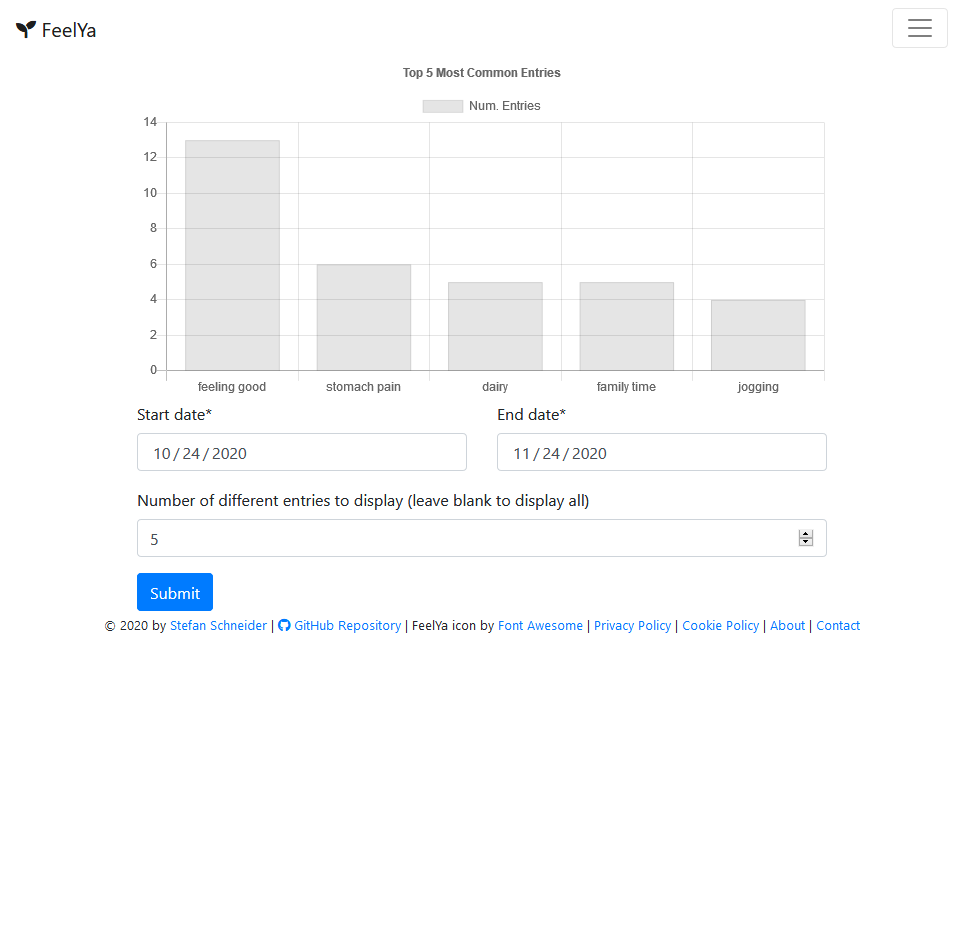 FeelYa
Top 5 Most Common Entries
Num. Entries
14
12
10
8
6
4
2
0
feeling good stomach pain dairy family time jogging
Start date* End date*
10 / 24 / 2020 11 / 24 / 2020
Number of different entries to display (leave blank to display all)
5
Submit
© 2020 by Stefan Schneider | GitHub Repository | FeelYa icon by Font Awesome | Privacy Policy | Cookie Policy | About | Contact